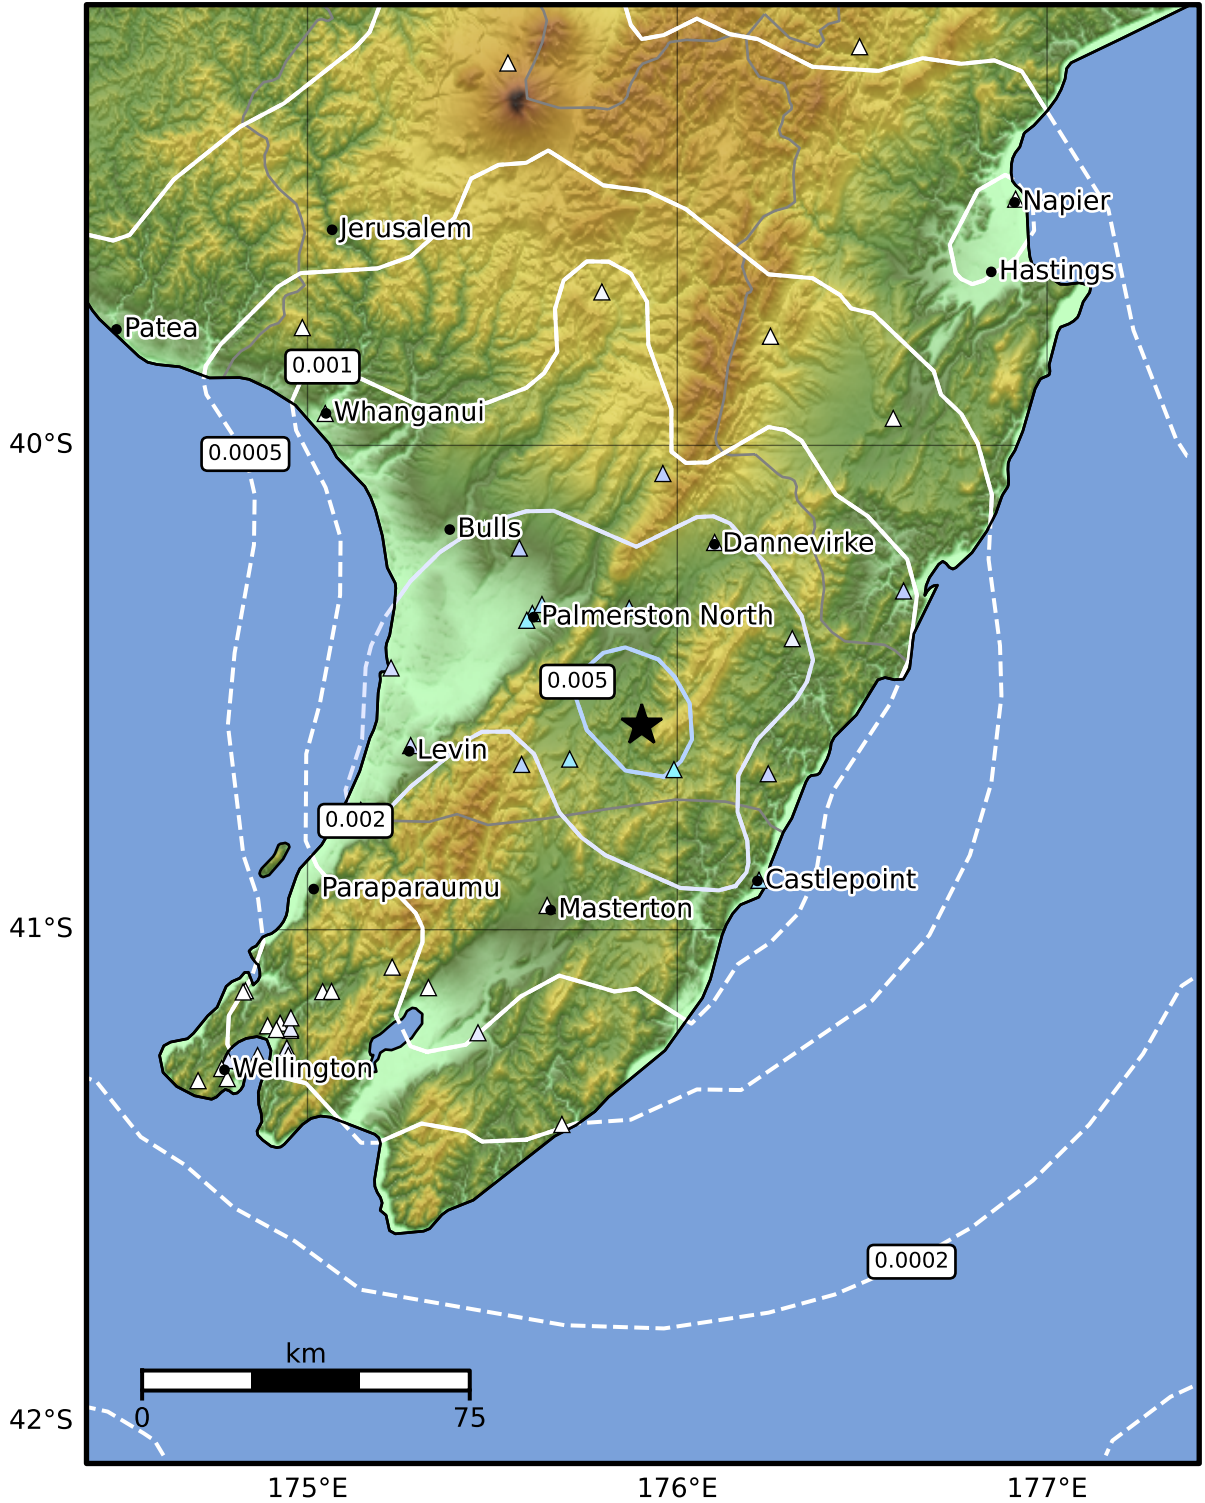 Napier
Jerusalem
Hastings
Patea
0.001
Whanganui
40°S
0.0005
Bulls
Dannevirke
Palmerston North
0.005
Levin
0.002
Castlepoint
Paraparaumu
Masterton
41°S
Wellington
0.0002
km
0
75
42°S
175°E
176°E
177°E